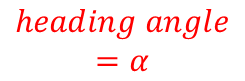 heading angle
= α